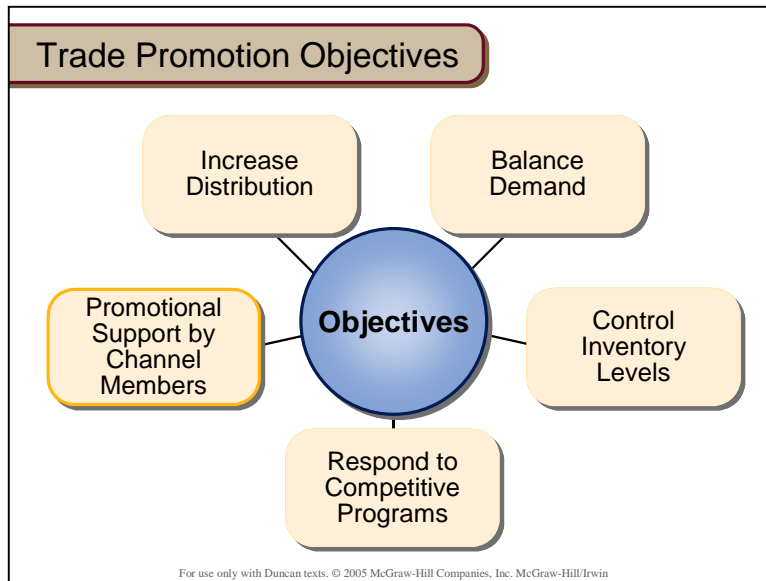 Trade Promotion Objectives
Increase
Distribution
Balance
Demand
Promotional
Support by
Channel
Members
Objectives
Control
Inventory
Levels
Respond to
Competitive
Programs
For use only with Duncan texts. © 2005 McGraw-Hill Companies, Inc. McGraw-Hill/Irwin